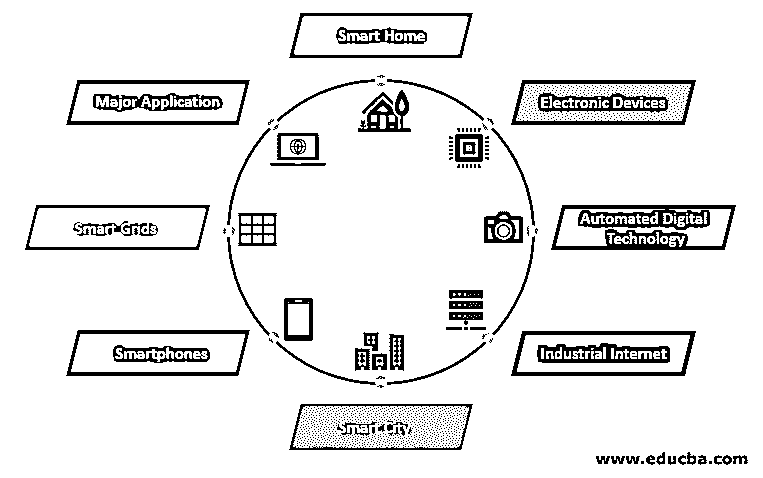 Smart Home
Major Application
Electronic Devices
Smart Grids
Automated Digital
Technology
Smartphones
Industrial Internet
Smart City
www.educba.com